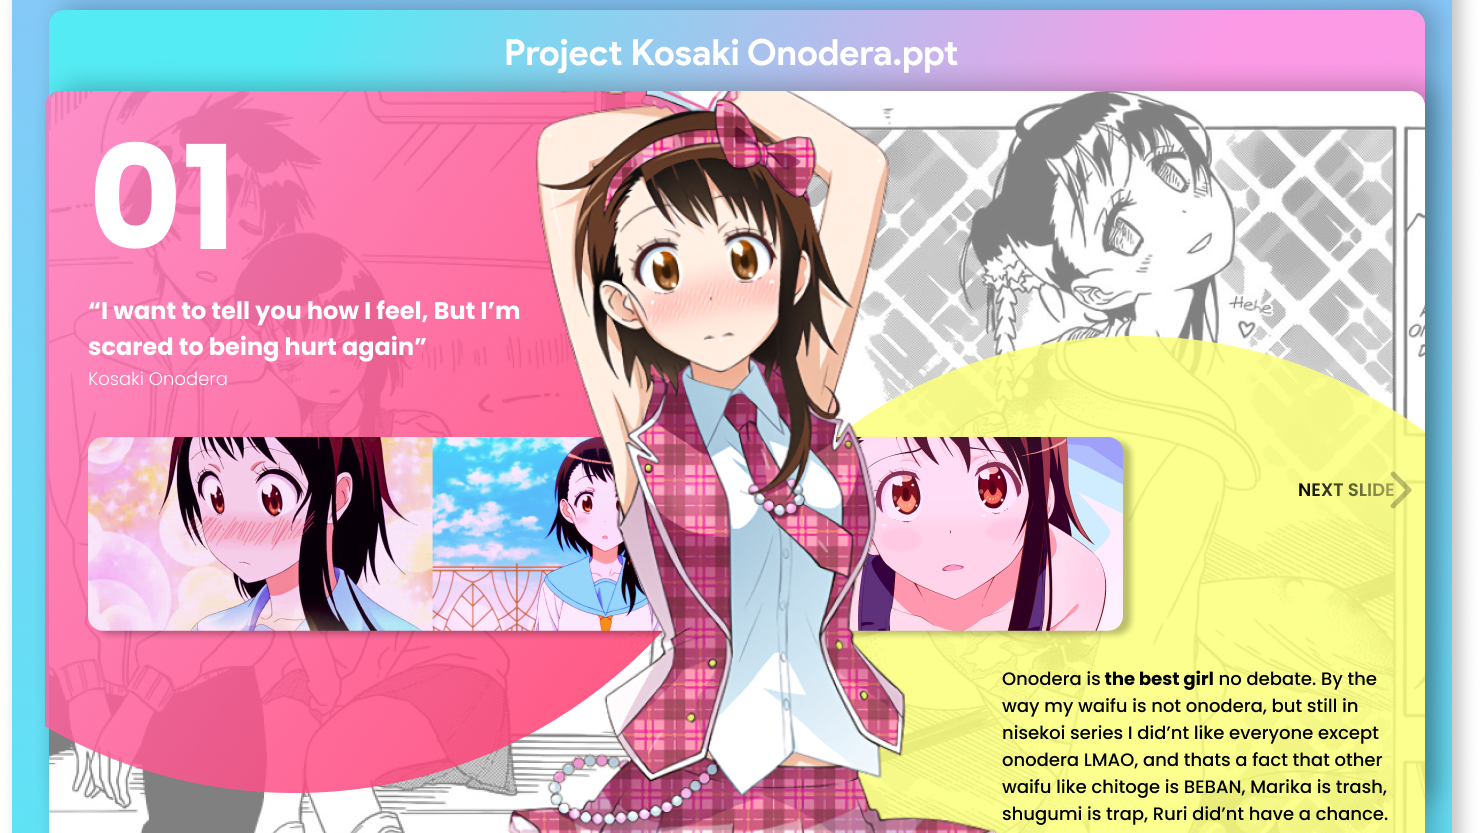 Project Kosaki Onodera.ppt
01
“I want to tell you how I feel, But I’m
scared to being hurt again”
Kosaki Onodera
Hehe
NEXT SLIDE
Onodera is the best girl no debate. By the
way my waifu is not onodera, but still in
nisekoi series I did’nt like everyone except
onodera LMAO, and thats a fact that other
waifu like chitoge is BEBAN, Marika is trash,
shugumi is trap, Ruri did’nt have a chance.